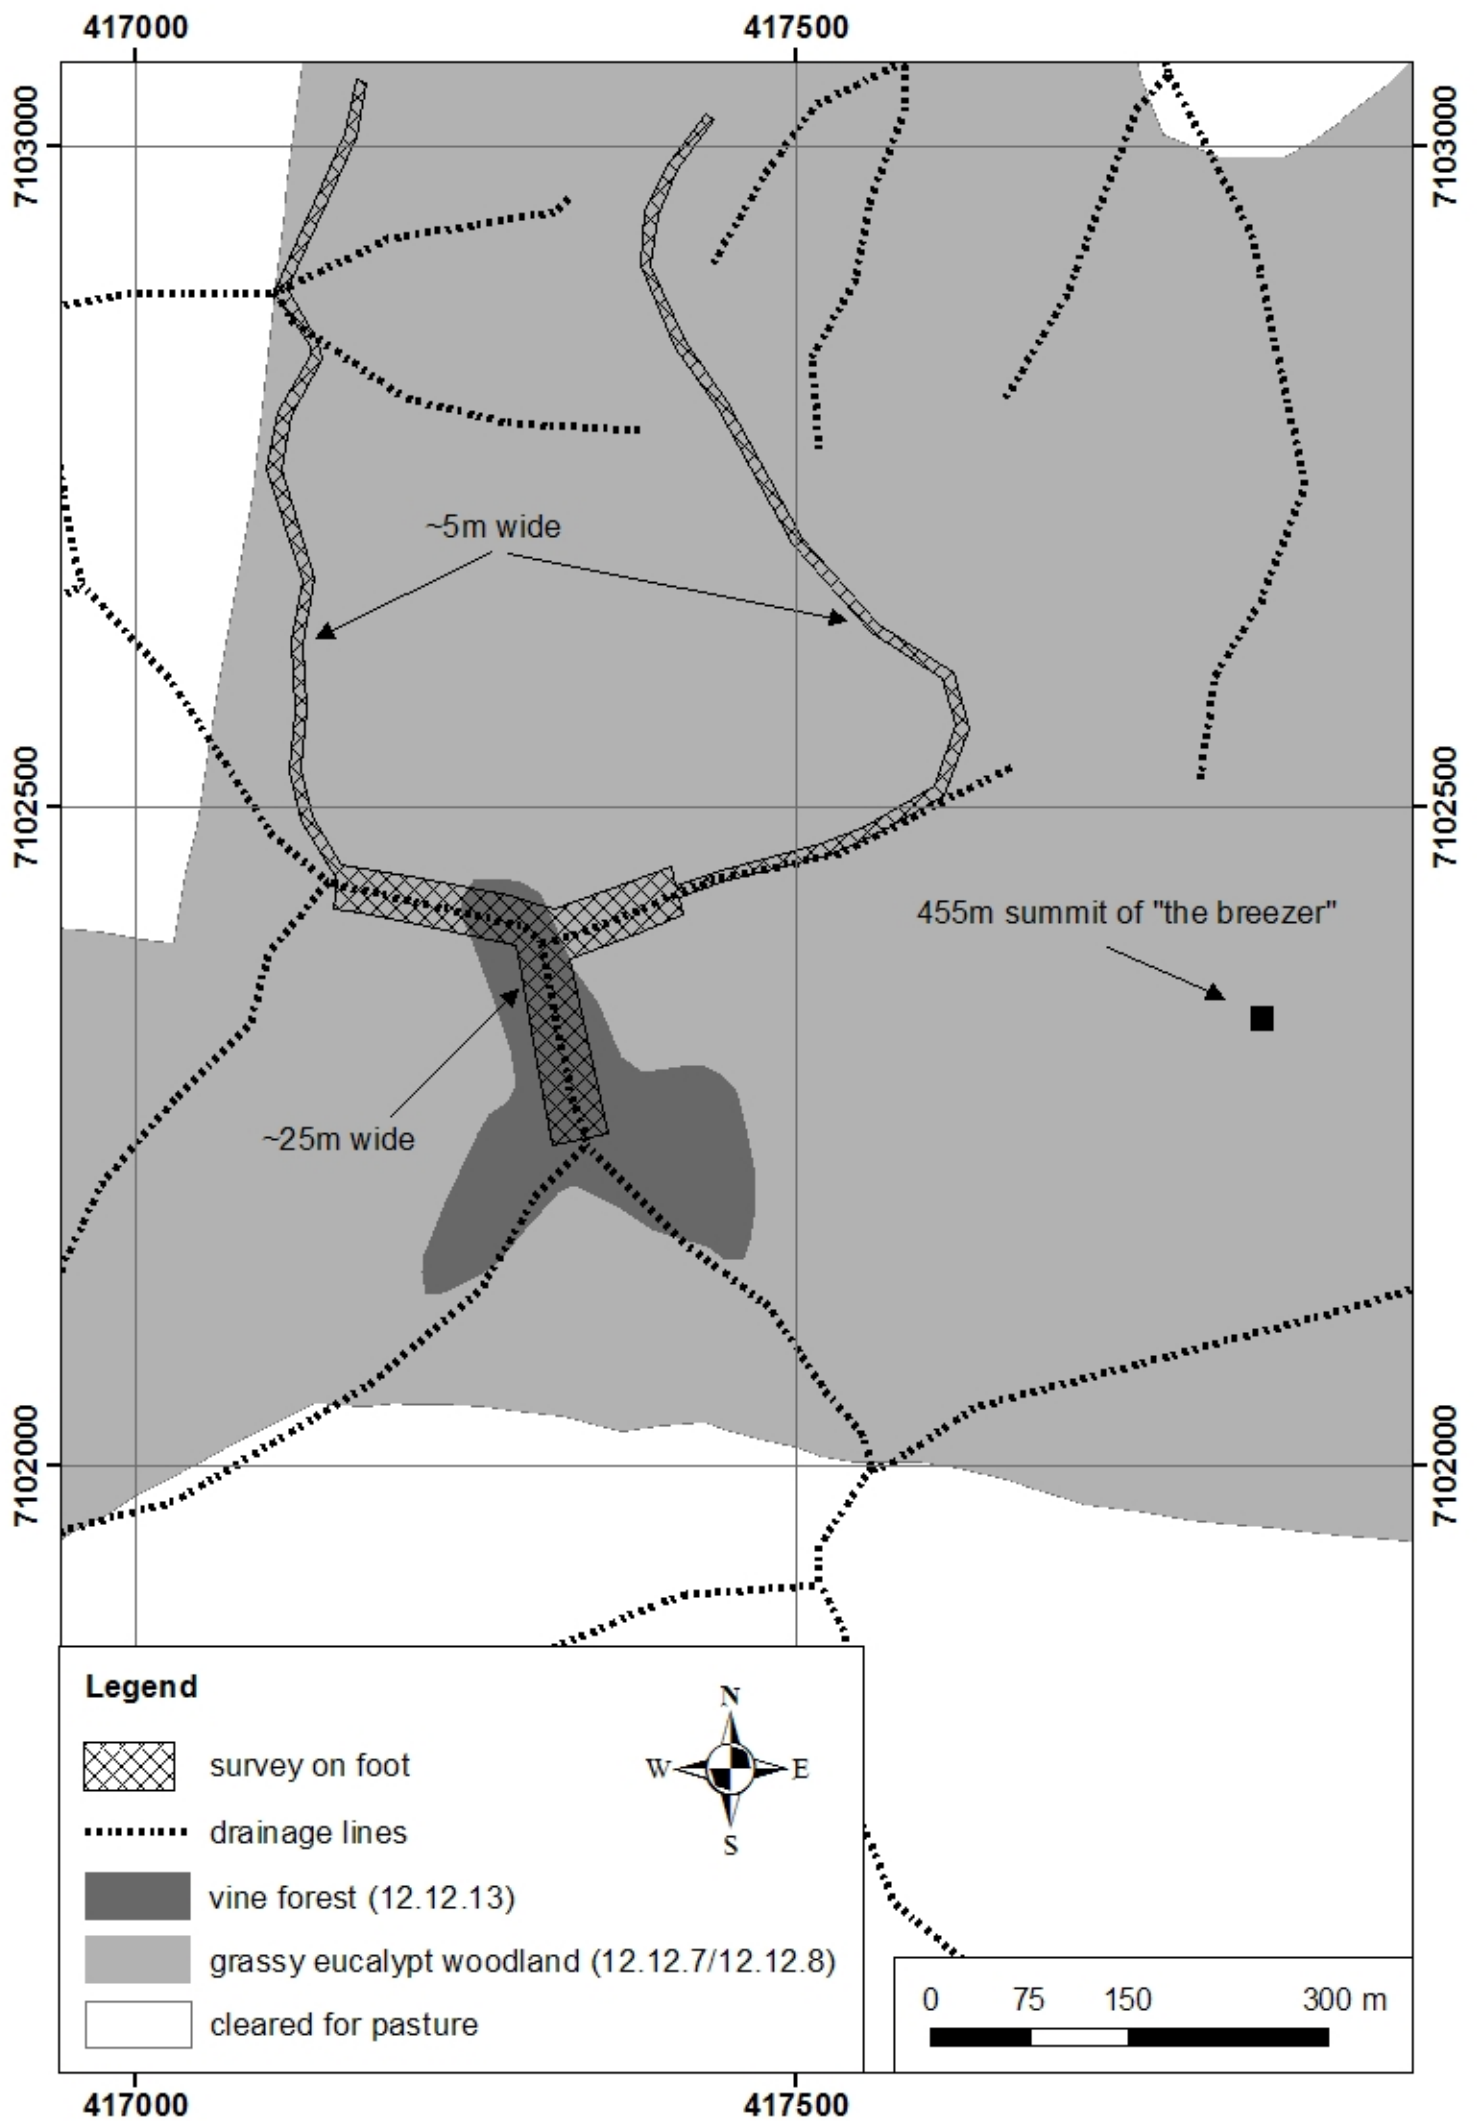 417000 417500
7103000 7103000
~5m wide
7102500 7102500
455m summit of "the breezer"
~25m wide
7102000 7102000
Legend
N
W E
S
survey on foot
drainage lines
vine forest (12.12.13)
grassy eucalypt woodland (12.12.7/12.12.8)
cleared for pasture
0 75 150 300 m
417000 417500